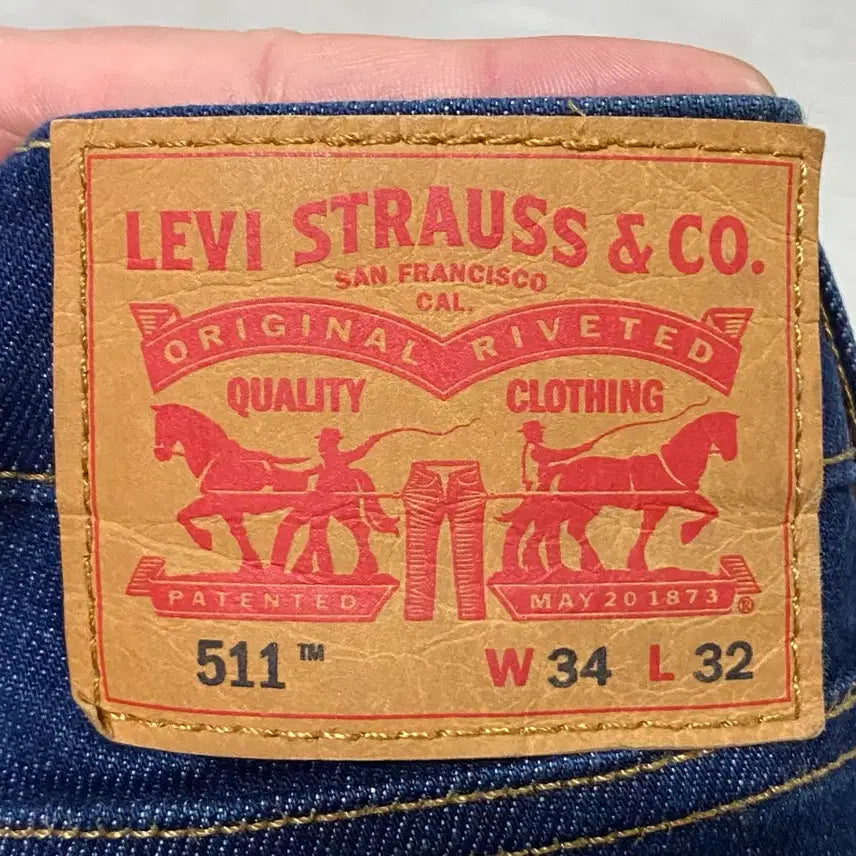 LEVI STRAUSS & CO.
SAN FRANCISCO
CAL.
ORIGINAL RIVETED
QUALITY CLOTHING
PATENTED MAY 20 1873 ®
511™ W 34 L 32